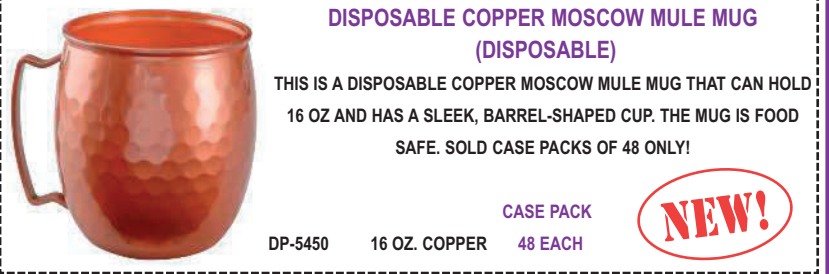 DISPOSABLE COPPER MOSCOW MULE MUG
(DISPOSABLE)
THIS IS A DISPOSABLE COPPER MOSCOW MULE MUG THAT CAN HOLD
16 OZ AND HAS A SLEEK, BARREL-SHAPED CUP. THE MUG IS FOOD
SAFE. SOLD CASE PACKS OF 48 ONLY!
NEW!
CASE PACK
DP-5450 16 OZ. COPPER 48 EACH